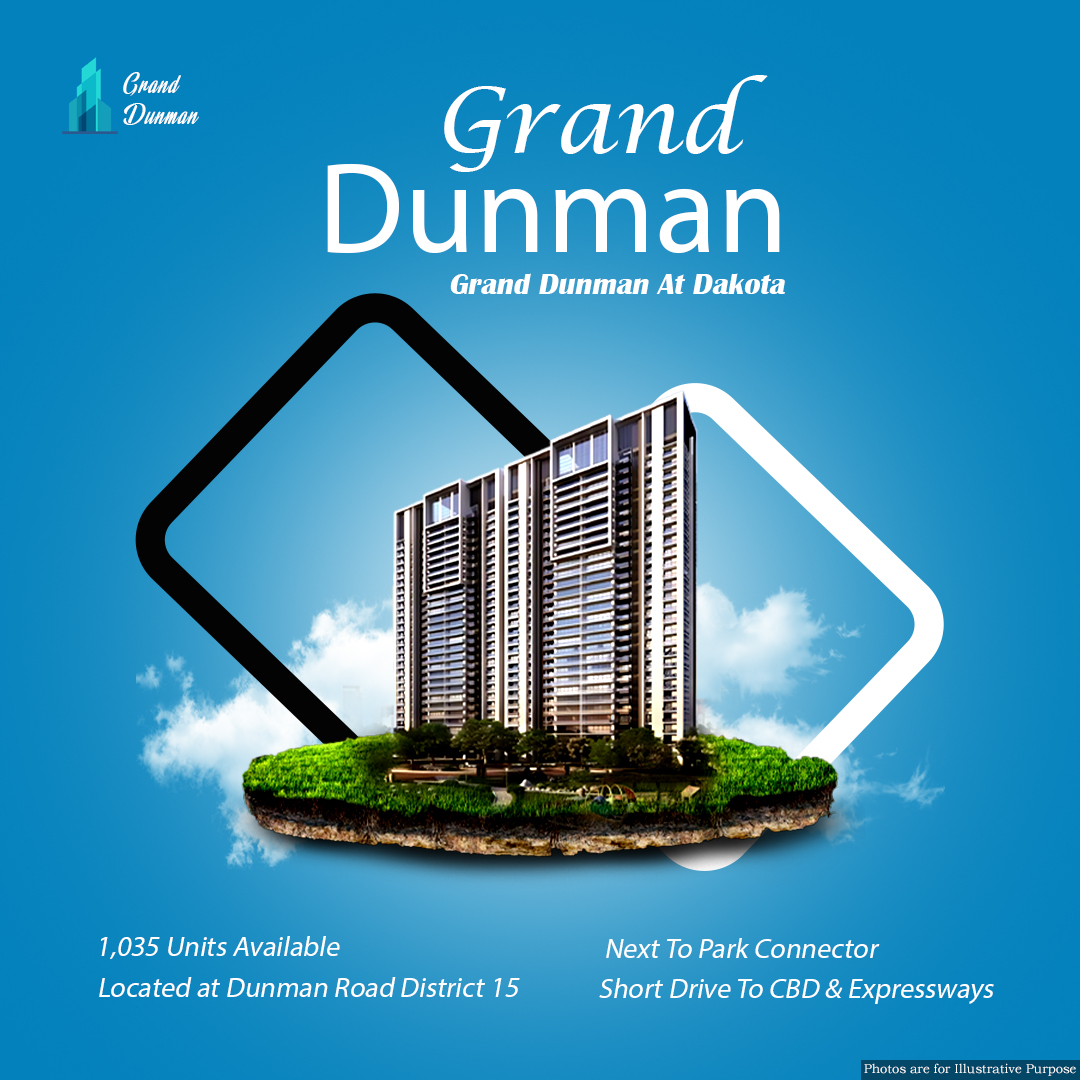 Grand
Dunman
Grand
Dunman
Grand Dunman At Dakota
1,035 Units Available
Located at Dunman Road District 15
Next To Park Connector
Short Drive To CBD & Expressways
Photos are for Illustrative Purpose